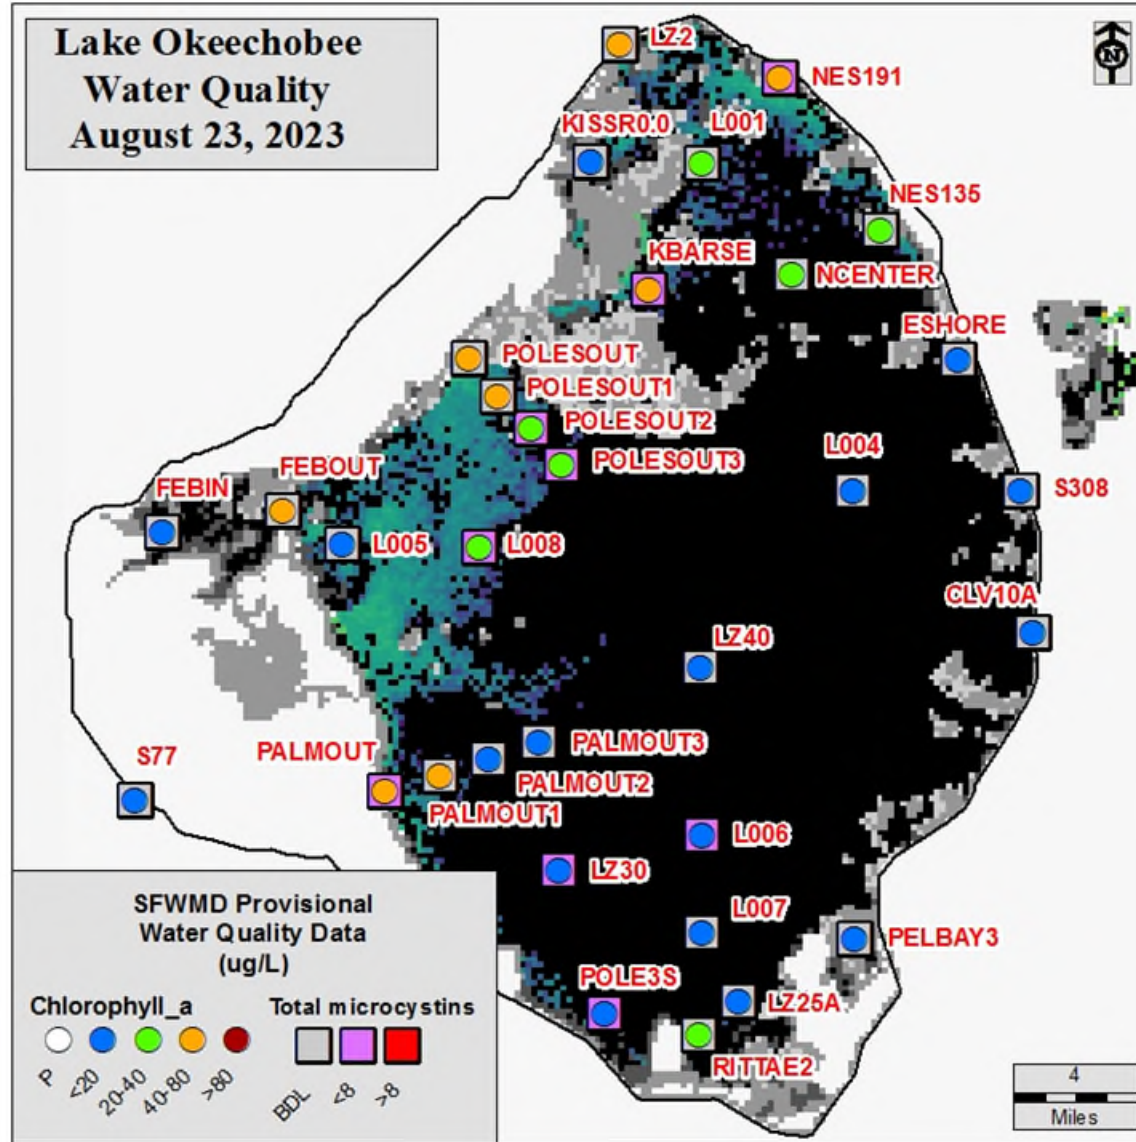 Lake Okeechobee
Water Quality
August 23, 2023
N
LZ2
NES191
KISSR0.0
L001
NES135
KBARSE
NCENTER
ESHORE
POLESOUT
POLESOUT1
POLESOUT2
POLESOUT3
L004
FEBIN
FEBOUT
S308
L005
L008
CLV10A
LZ40
S77
PALMOUT
PALMOUT3
PALMOUT2
PALMOUT1
L006
LZ30
L007
PELBAY3
POLE3S
LZ25A
RITTAE2
SFWMD Provisional
Water Quality Data
(ug/L)
Chlorophyll_a
P
<20
20-40
40-80
>80
Total microcystins
BDL
<8
>8
4
Miles